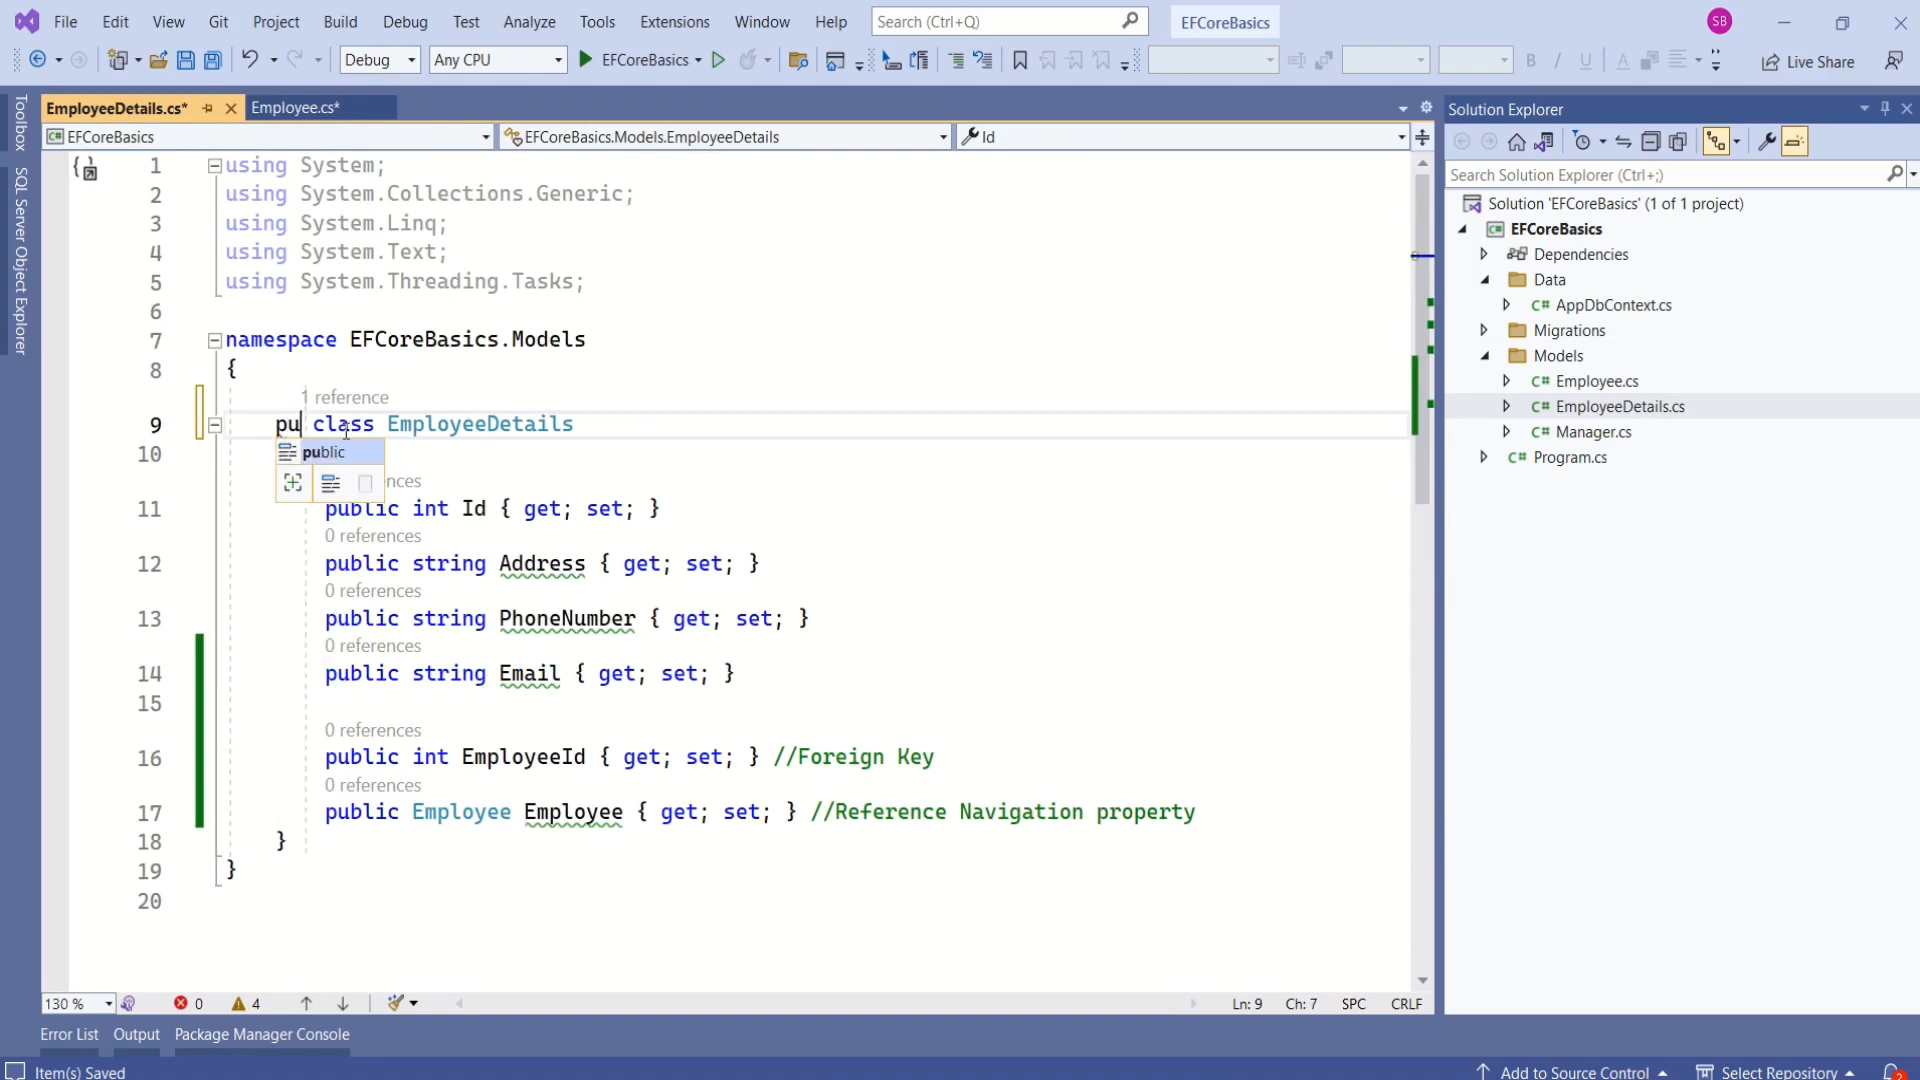 File Edit View Git Project Build Debug Test Analyze Tools Extensions Window Help Search (Ctrl+Q) EFCoreBasics SB
Debug Any CPU EFCoreBasics Live Share
EmployeeDetails.cs* Employee.cs*
EFCoreBasics EFCoreBasics.Models.EmployeeDetails Id
Toolbox
SQL Server Object Explorer
1 using System;
2 using System.Collections.Generic;
3 using System.Linq;
4 using System.Text;
5 using System.Threading.Tasks;
6
7 namespace EFCoreBasics.Models
8 {
1 reference
9 pu class EmployeeDetails
public
10
11 public int Id { get; set; }
0 references
12 public string Address { get; set; }
0 references
13 public string PhoneNumber { get; set; }
0 references
14 public string Email { get; set; }
15
0 references
16 public int EmployeeId { get; set; } //Foreign Key
0 references
17 public Employee Employee { get; set; } //Reference Navigation property
18 }
19 }
20
130 % 0 4 Ln: 9 Ch: 7 SPC CRLF
Error List Output Package Manager Console
Item(s) Saved Add to Source Control Select Repository 2
Solution Explorer
Search Solution Explorer (Ctrl+;)
Solution 'EFCoreBasics' (1 of 1 project)
EFCoreBasics
Dependencies
Data
C# AppDbContext.cs
Migrations
Models
C# Employee.cs
C# EmployeeDetails.cs
C# Manager.cs
C# Program.cs